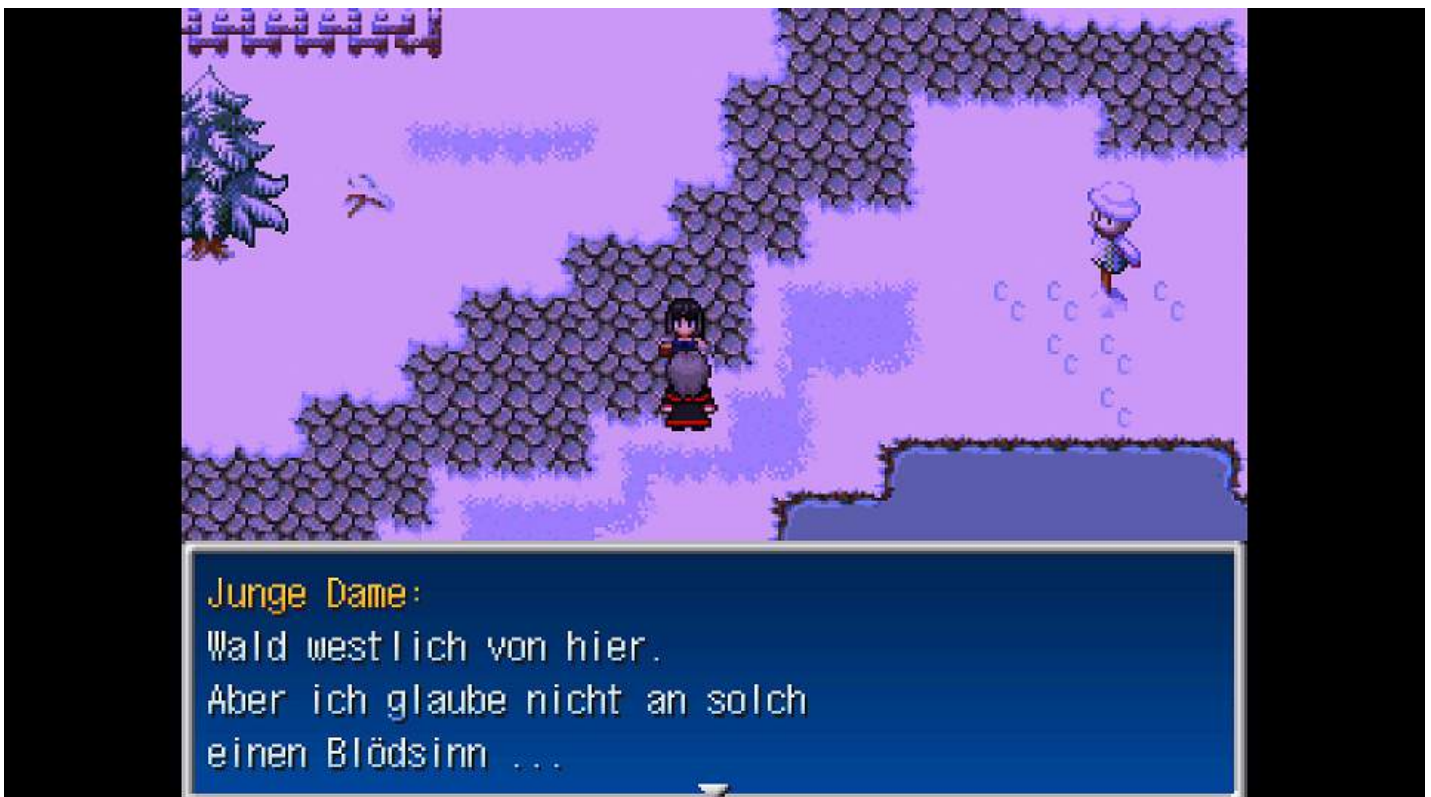 Junge Dame:
Wald westlich von hier.
Aber ich glaube nicht an solch
einen Blödsinn ...